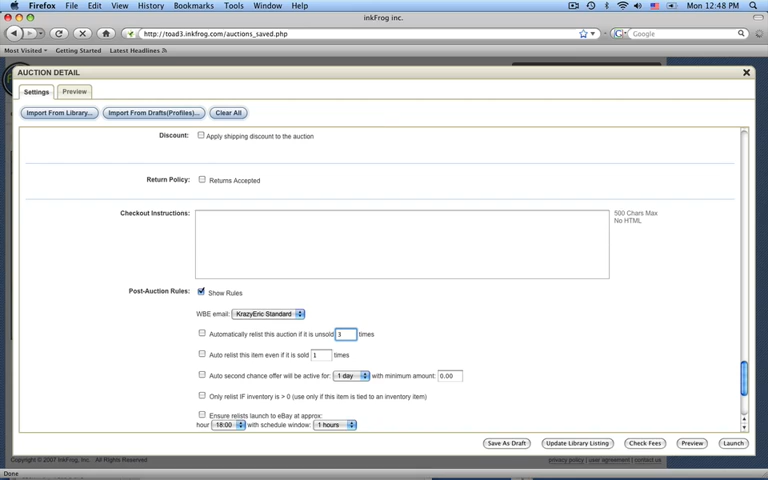 Firefox File Edit View History Bookmarks Tools Window Help Mon 12:48 PM
inkFrog inc.
http://toad3.inkfrog.com/auctions_saved.php Google
Most Visited Getting Started Latest Headlines
AUCTION DETAIL
Settings Preview
Import From Library... Import From Drafts(Profiles)... Clear All
Discount: Apply shipping discount to the auction
Return Policy: Returns Accepted
Checkout Instructions: 500 Chars Max
No HTML
Post-Auction Rules: Show Rules
WBE email: KrazyEric Standard
Automatically relist this auction if it is unsold 3 times
Auto relist this item even if it is sold 1 times
Auto second chance offer will be active for: 1 day with minimum amount: 0.00
Only relist IF inventory is > 0 (use only if this item is tied to an inventory item)
Ensure relists launch to eBay at approx:
hour 18:00 with schedule window: 1 hours
Save As Draft Update Library Listing Check Fees Preview Launch
Copyright © 2007 InkFrog, Inc. All Rights Reserved privacy policy | user agreement | contact us
Done